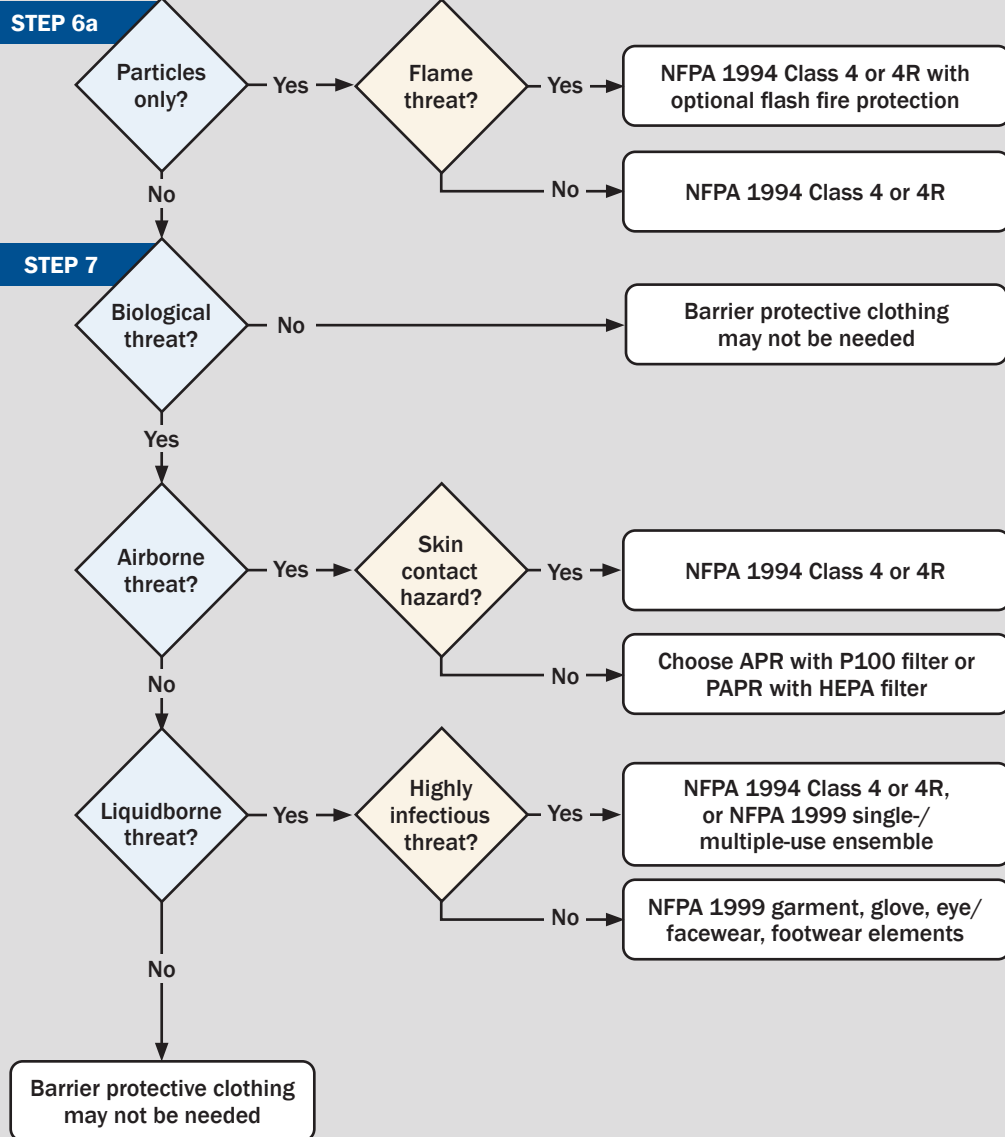 STEP 6a
Particles
only?
Yes
Flame
threat?
Yes
NFPA 1994 Class 4 or 4R with
optional flash fire protection
No
NFPA 1994 Class 4 or 4R
No
STEP 7
Biological
threat?
No
Barrier protective clothing
may not be needed
Yes
Airborne
threat?
Yes
Skin
contact
hazard?
Yes
NFPA 1994 Class 4 or 4R
No
Choose APR with P100 filter or
PAPR with HEPA filter
No
Liquidborne
threat?
Yes
Highly
infectious
threat?
Yes
NFPA 1994 Class 4 or 4R,
or NFPA 1999 single-/
multiple-use ensemble
No
NFPA 1999 garment, glove, eye/
facewear, footwear elements
No
Barrier protective clothing
may not be needed